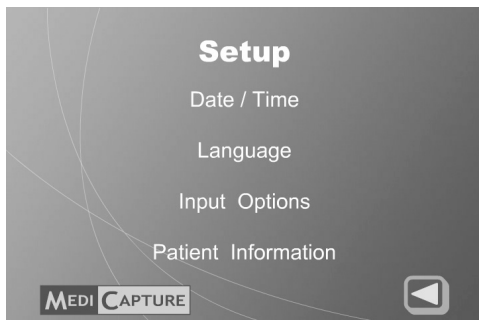 Setup
Date / Time
Language
Input Options
Patient Information
MEDI CAPTURE